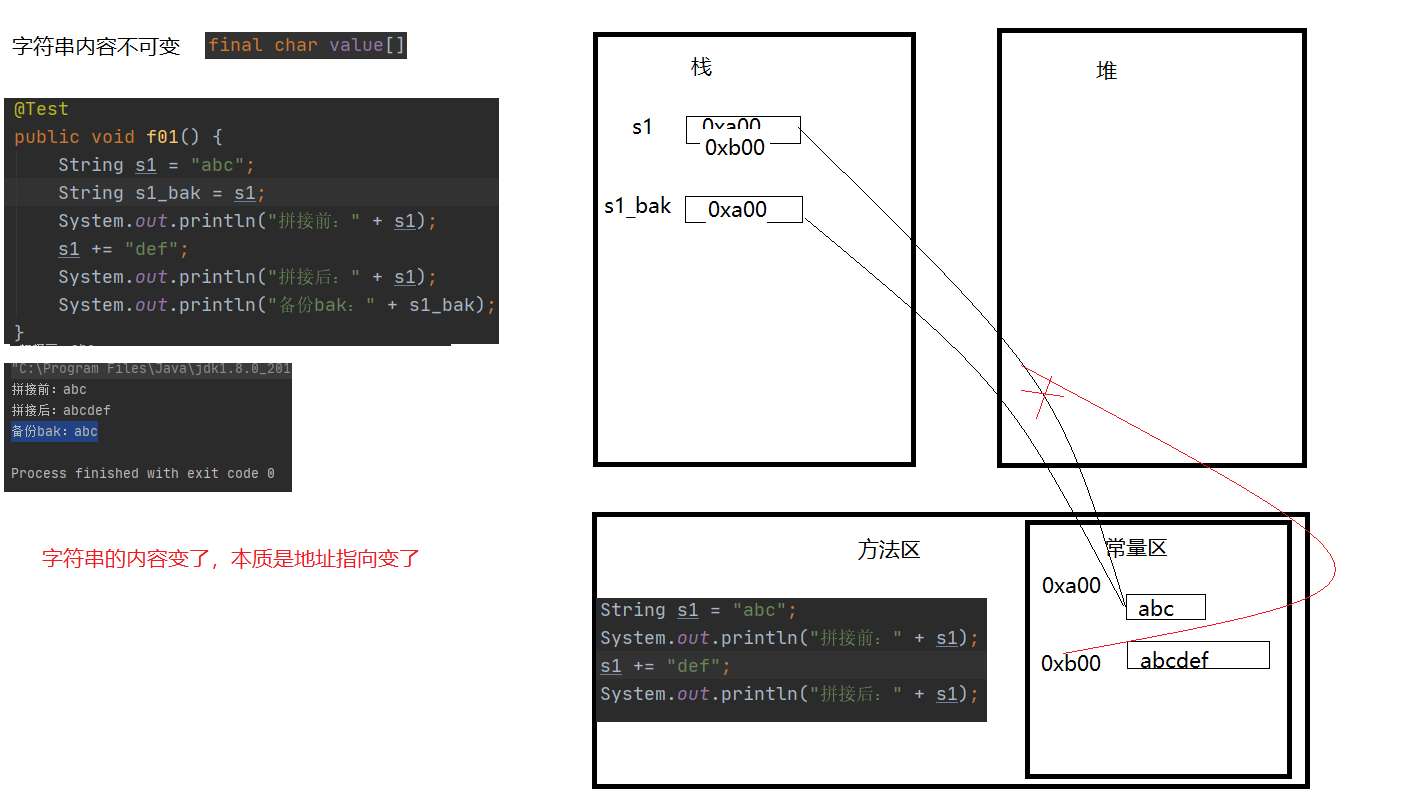 字符串内容不可变 final char value[]
@Test
public void f01() {
String s1 = "abc";
String s1_bak = s1;
System.out.println("拼接前：" + s1);
s1 += "def";
System.out.println("拼接后：" + s1);
System.out.println("备份bak：" + s1_bak);
}
"C:\Program Files\Java\jdk1.8.0_201
拼接前：abc
拼接后：abcdef
备份bak：abc
Process finished with exit code 0
字符串的内容变了，本质是地址指向变了
栈
s1 0xa00
0xb00
s1_bak 0xa00
堆
方法区
String s1 = "abc";
System.out.println("拼接前：" + s1);
s1 += "def";
System.out.println("拼接后：" + s1);
常量区
0xa00
abc
0xb00 abcdef